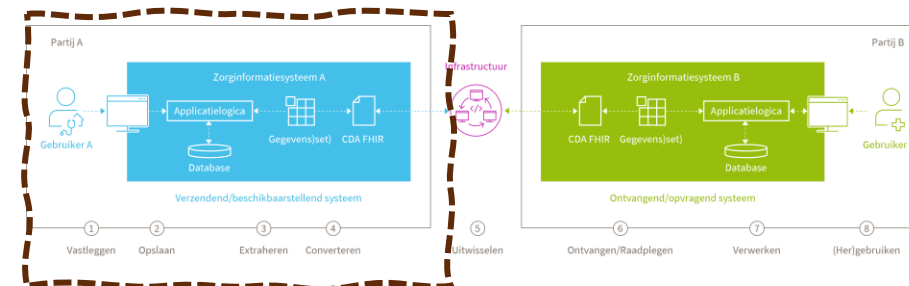 Partij A
Partij B
Infrastructuur
Zorginformatiesysteem A
Zorginformatiesysteem B
Applicatielogica
Gegevens)set)
CDA FHIR
Database
Gebruiker A
CDA FHIR
Gegevens)set)
Applicatielogica
Database
Gebruiker
Verzendend/beschikbaarstellend systeem
Ontvangend/opvragend systeem
1 2 3 4 5 6 7 8
Vastleggen Opslaan Extraheren Converteren Uitwisselen Ontvangen/Raadplegen Verwerken (Her)gebruiken